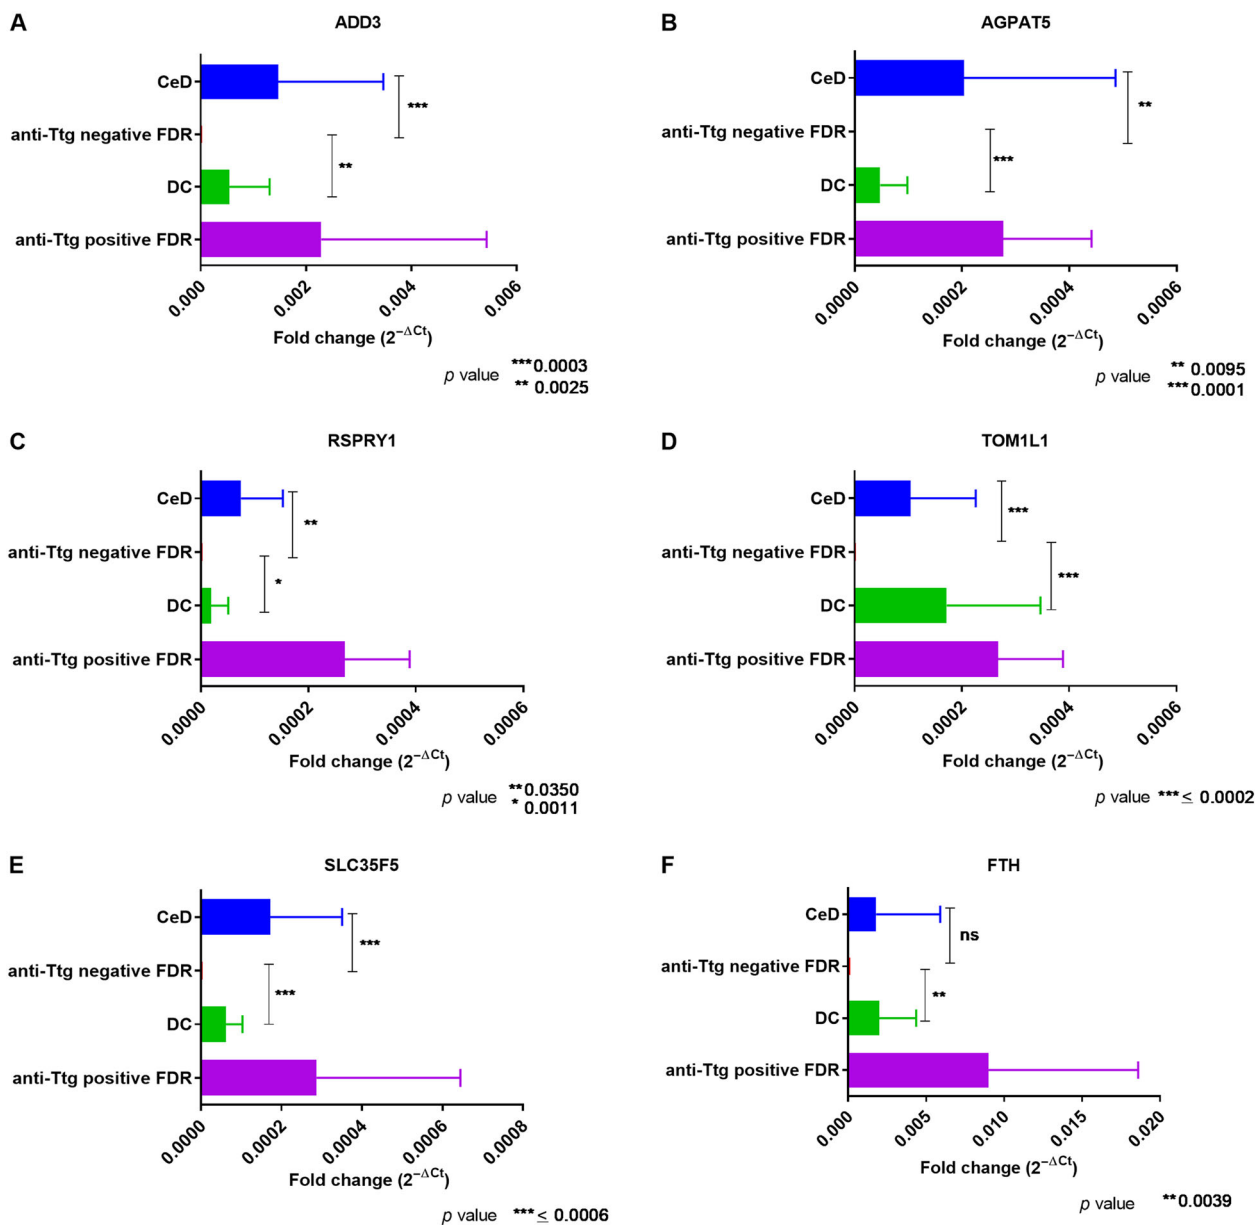 A
ADD3
CeD
***
anti-Ttg negative FDR
**
DC
anti-Ttg positive FDR
0.000 0.002 0.004 0.006
Fold change (2−ΔCt)
p value ***0.0003
** 0.0025
B
AGPAT5
CeD
**
anti-Ttg negative FDR
***
DC
anti-Ttg positive FDR
0.0000 0.0002 0.0004 0.0006
Fold change (2−ΔCt)
p value ** 0.0095
***0.0001
C
RSPRY1
CeD
**
anti-Ttg negative FDR
*
DC
anti-Ttg positive FDR
0.0000 0.0002 0.0004 0.0006
Fold change (2−ΔCt)
p value **0.0350
* 0.0011
D
TOM1L1
CeD
***
anti-Ttg negative FDR
***
DC
anti-Ttg positive FDR
0.0000 0.0002 0.0004 0.0006
Fold change (2−ΔCt)
p value ***≤ 0.0002
E
SLC35F5
CeD
***
anti-Ttg negative FDR
***
DC
anti-Ttg positive FDR
0.0000 0.0002 0.0004 0.0006 0.0008
Fold change (2−ΔCt)
p value ***≤ 0.0006
F
FTH
CeD
ns
anti-Ttg negative FDR
**
DC
anti-Ttg positive FDR
0.000 0.005 0.010 0.015 0.020
Fold change (2−ΔCt)
p value **0.0039